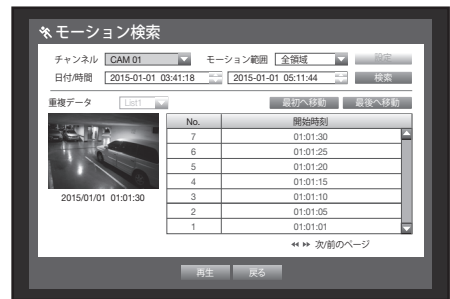 モーション検索
チャンネル CAM 01 モーション範囲 全領域 設定
日付/時間 2015-01-01 03:41:18 2015-01-01 05:11:44 検索
重複データ List1 最初へ移動 最後へ移動
No. 開始時刻
7 01:01:30
6 01:01:25
5 01:01:20
4 01:01:15
3 01:01:10
2 01:01:05
1 01:01:01
2015/01/01 01:01:30
次/前のページ
再生 戻る